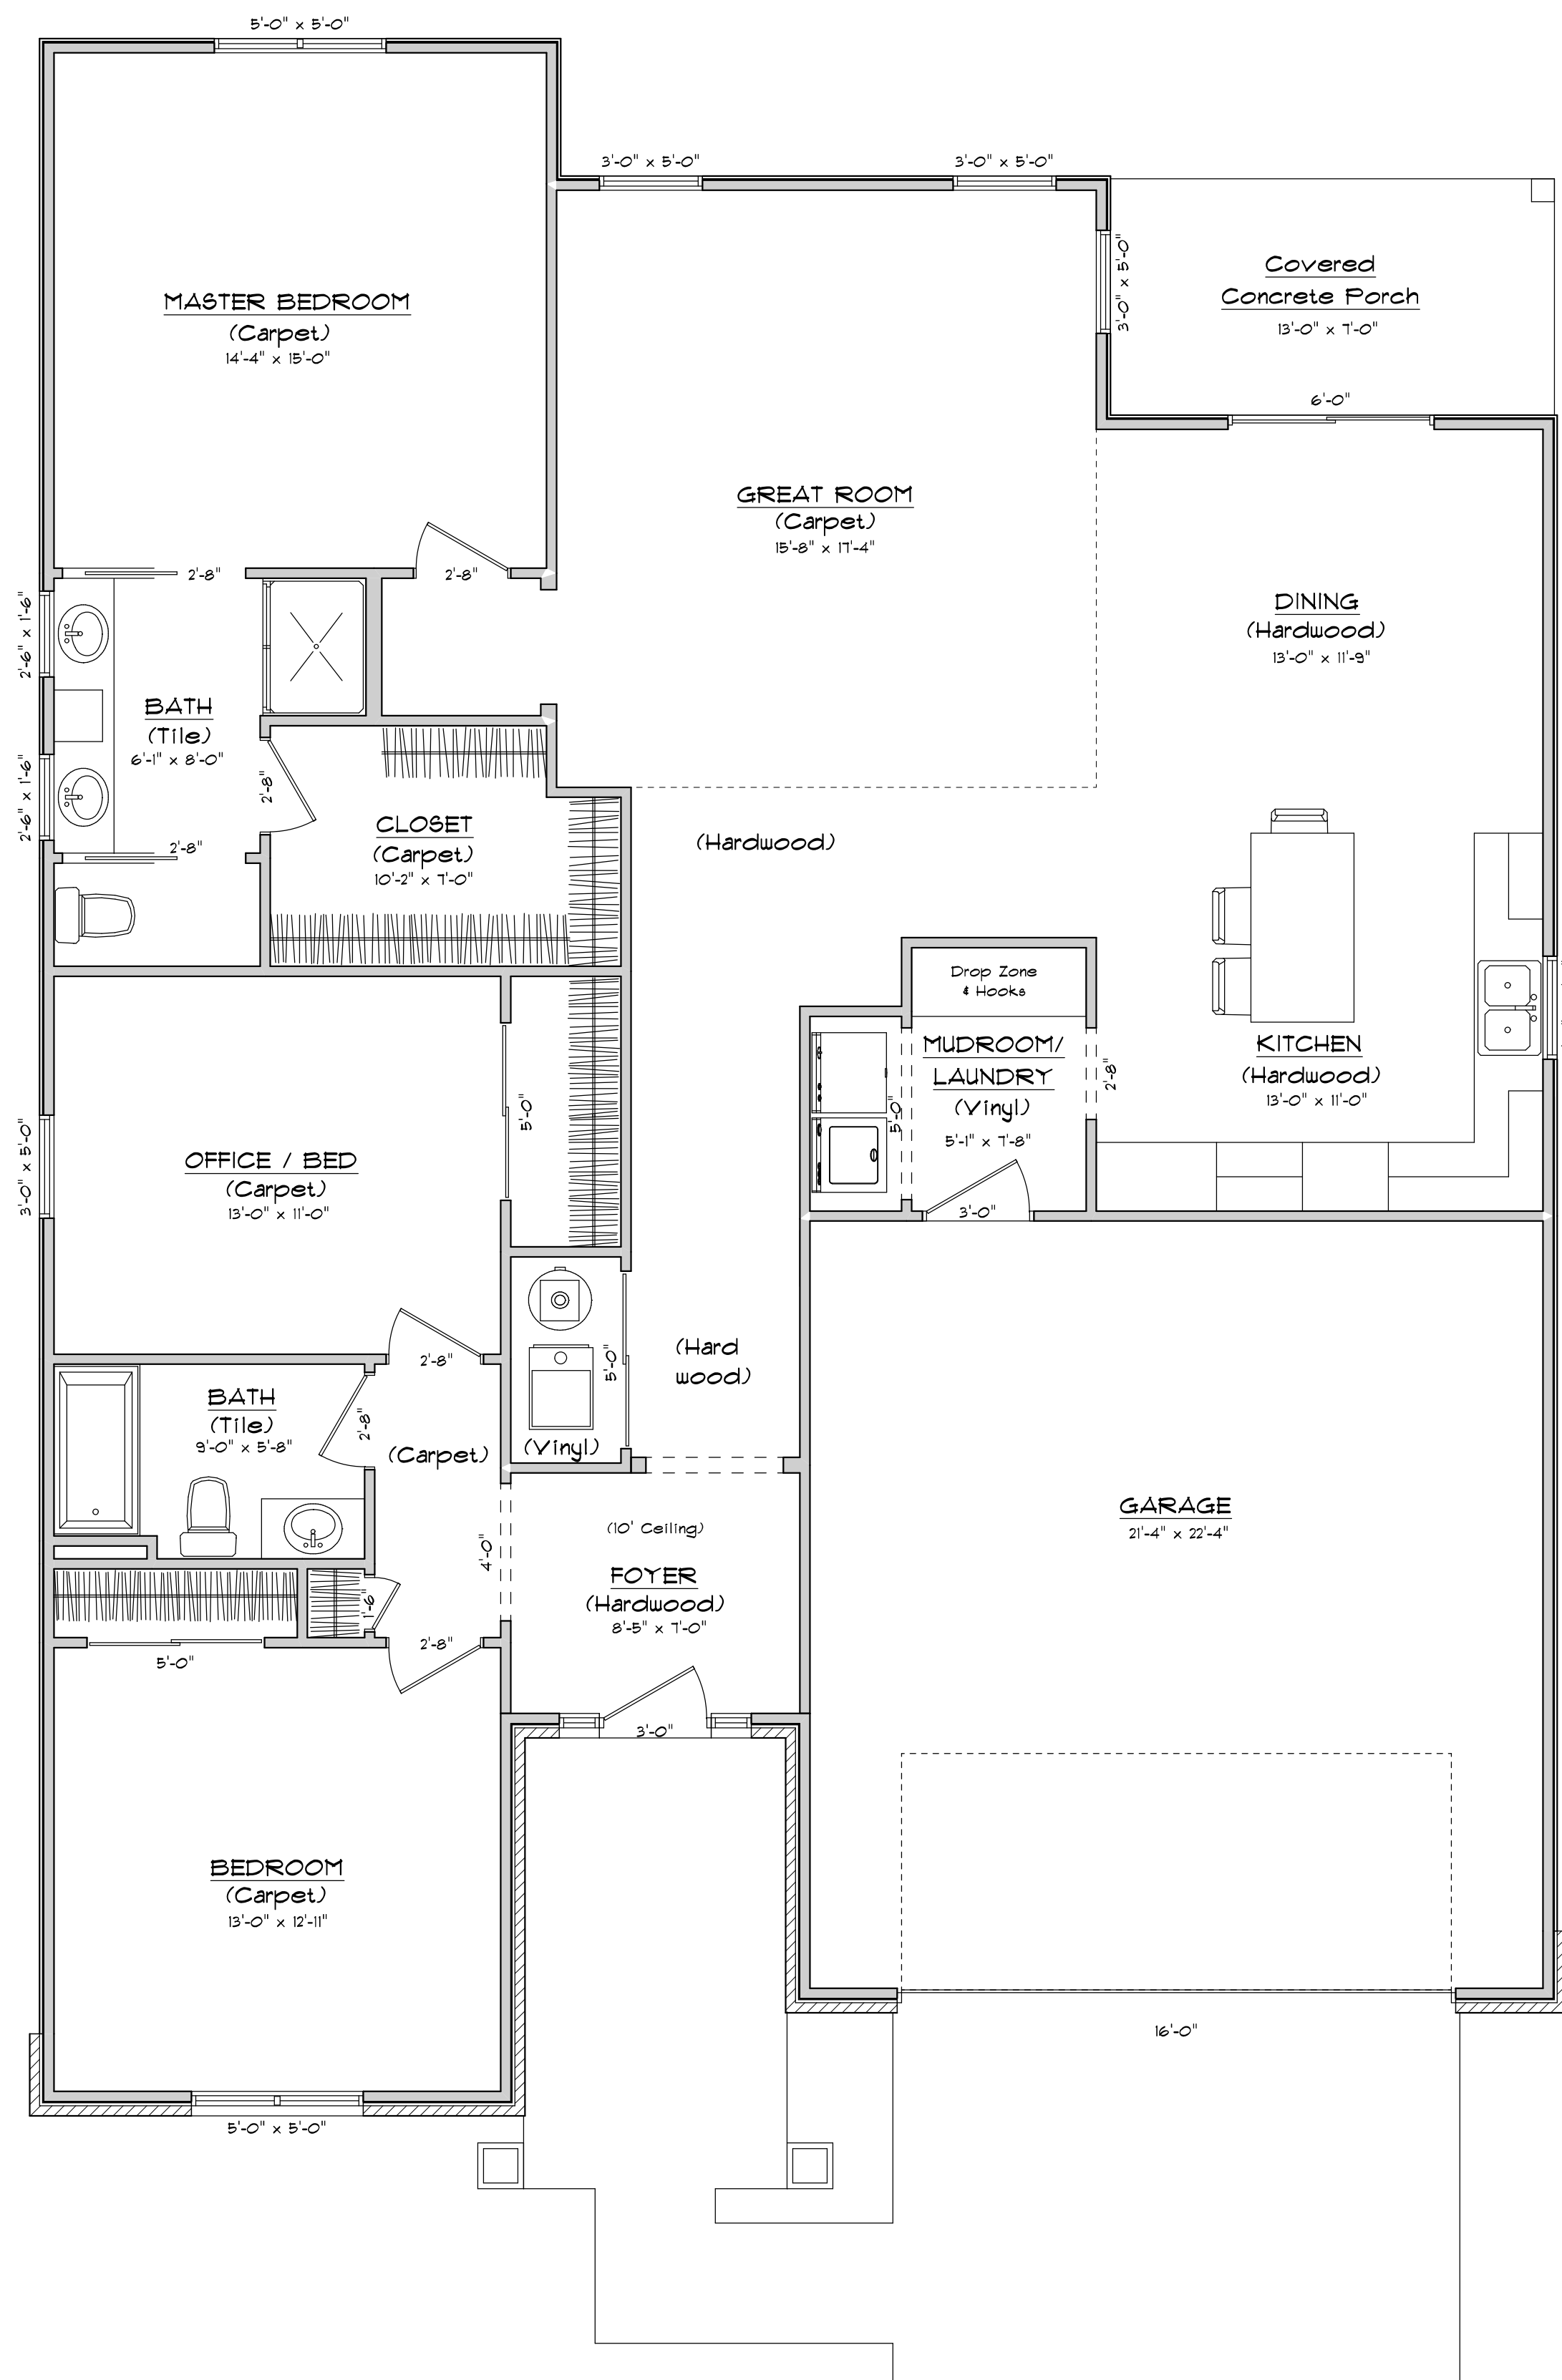 5'-0" x 5'-0"
3'-0" x 5'-0"
3'-0" x 5'-0"
3'-0" x 5'-0"
Covered
Concrete Porch
13'-0" x 7'-0"
6'-0"
MASTER BEDROOM
(Carpet)
14'-4" x 15'-0"
GREAT ROOM
(Carpet)
15'-8" x 17'-4"
DINING
(Hardwood)
13'-0" x 11'-9"
2'-8"
2'-8"
2'-6" x 1'-6"
BATH
(Tile)
6'-1" x 8'-0"
2'-6" x 1'-6"
2'-8"
2'-8"
CLOSET
(Carpet)
10'-2" x 7'-0"
(Hardwood)
Drop Zone
& Hooks
MUDROOM/
LAUNDRY
(Vinyl)
5'-1" x 7'-8"
5'-0"
2'-8"
3'-0"
KITCHEN
(Hardwood)
13'-0" x 11'-0"
3'-0" x 5'-0"
OFFICE / BED
(Carpet)
13'-0" x 11'-0"
5'-0"
2'-8"
5'-0"
(Vinyl)
(Hard
wood)
BATH
(Tile)
9'-0" x 5'-8"
2'-8"
(Carpet)
GARAGE
21'-4" x 22'-4"
(10' Ceiling)
FOYER
(Hardwood)
8'-5" x 7'-0"
4'-0"
1'-6"
2'-8"
5'-0"
3'-0"
BEDROOM
(Carpet)
13'-0" x 12'-11"
16'-0"
5'-0" x 5'-0"